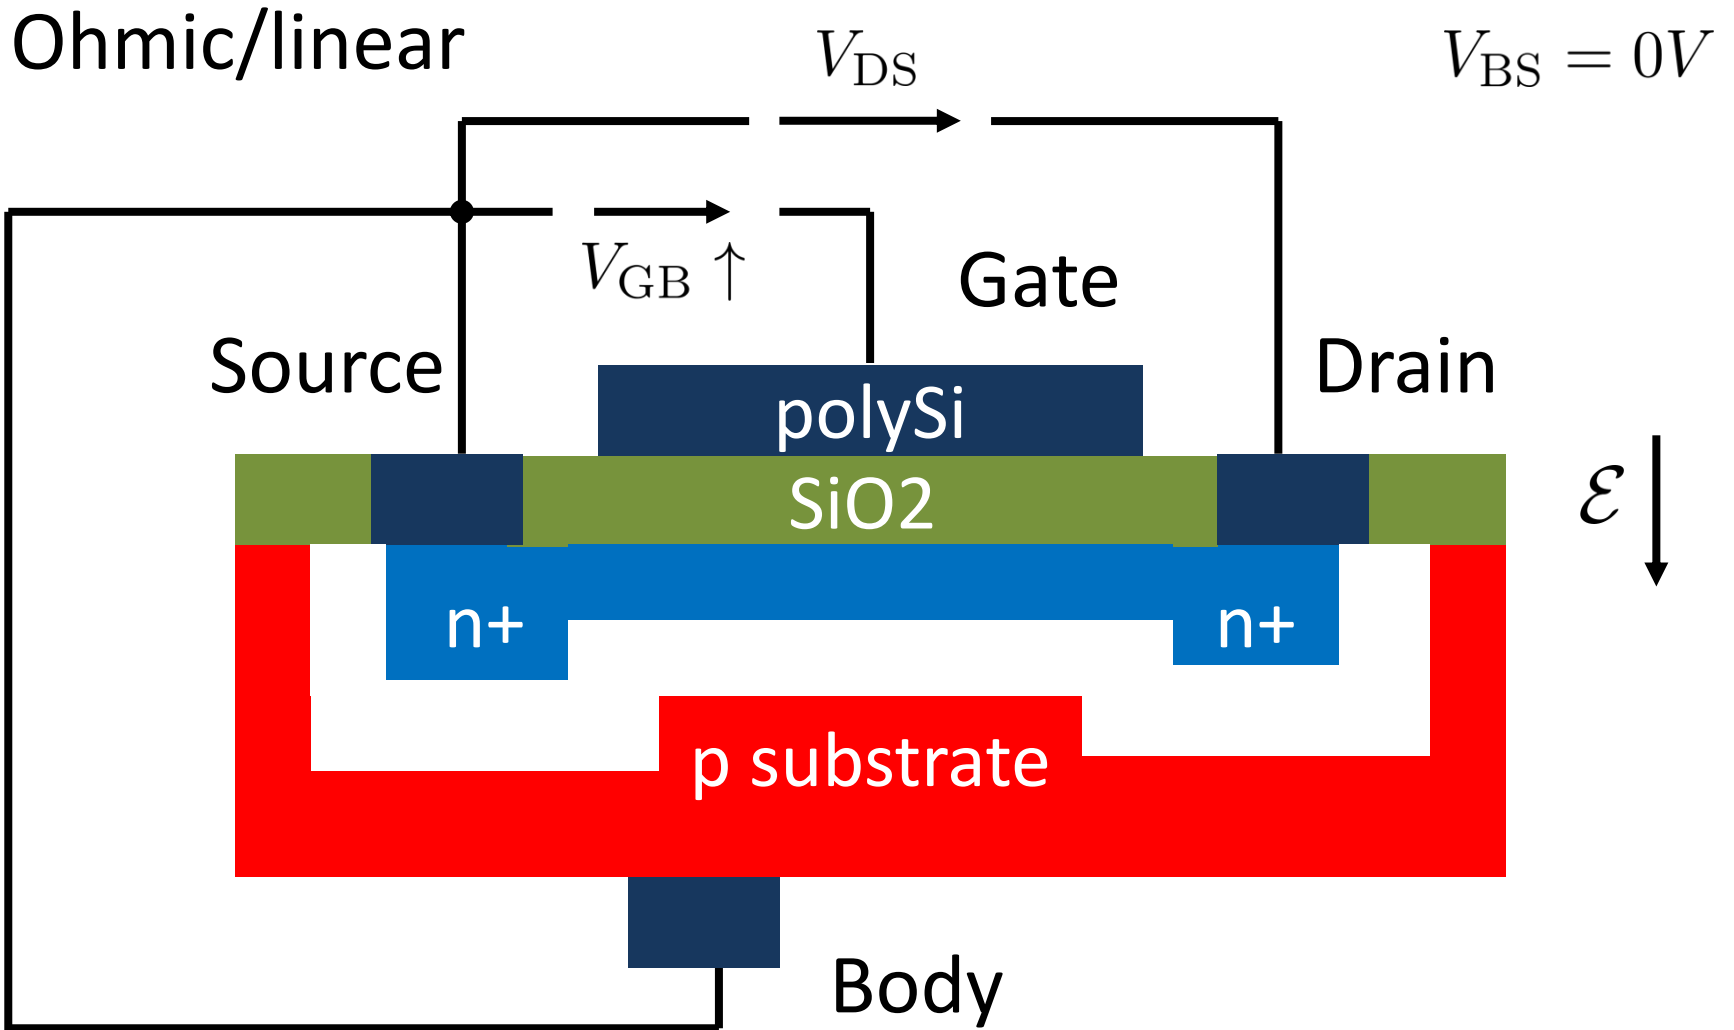 Ohmic/linear
V_DS
V_BS = 0V
V_GB ↑
Gate
Source
Drain
polySi
SiO2
ℰ
n+
n+
p substrate
Body